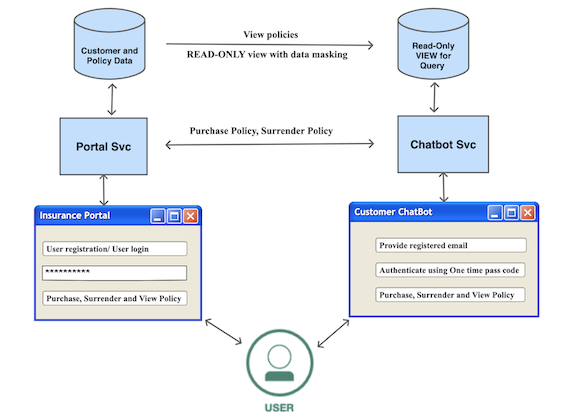 Customer and
Policy Data
View policies
READ-ONLY view with data masking
Read-Only
VIEW for
Query
Portal Svc
Purchase Policy, Surrender Policy
Chatbot Svc
Insurance Portal
User registration/ User login
**********
Purchase, Surrender and View Policy
Customer ChatBot
Provide registered email
Authenticate using One time pass code
Purchase, Surrender and View Policy
USER